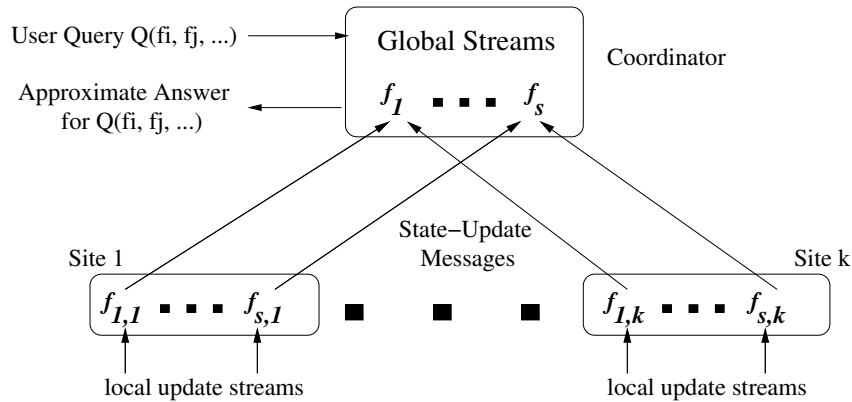 User Query Q(fi, fj, ...)
Global Streams
Coordinator
Approximate Answer
for Q(fi, fj, ...)
f1 ▪ ▪ ▪ fs
State−Update
Messages
Site 1
Site k
f1,1 ▪ ▪ ▪ fs,1 ■ ■ ■ f1,k ▪ ▪ ▪ fs,k
local update streams
local update streams